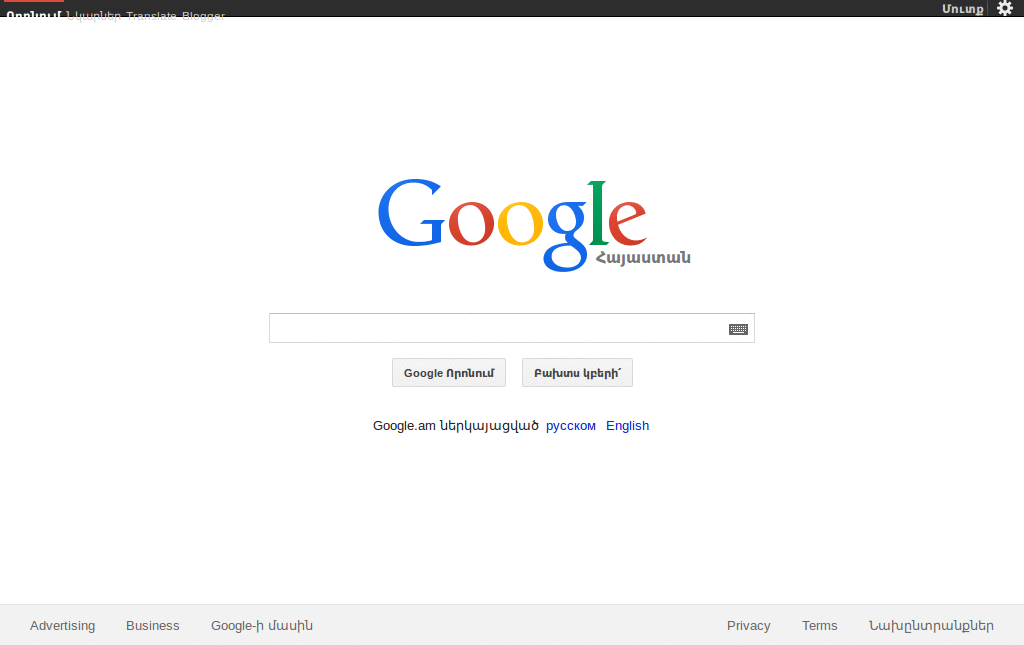 Որոնում Նկարներ Translate Blogger
Մուտք
Google
Հայաստան
Google Որոնում
Բախտս կբերի՛
Google.am ներկայացված русском English
Advertising Business Google-ի մասին
Privacy Terms Նախընտրանքներ